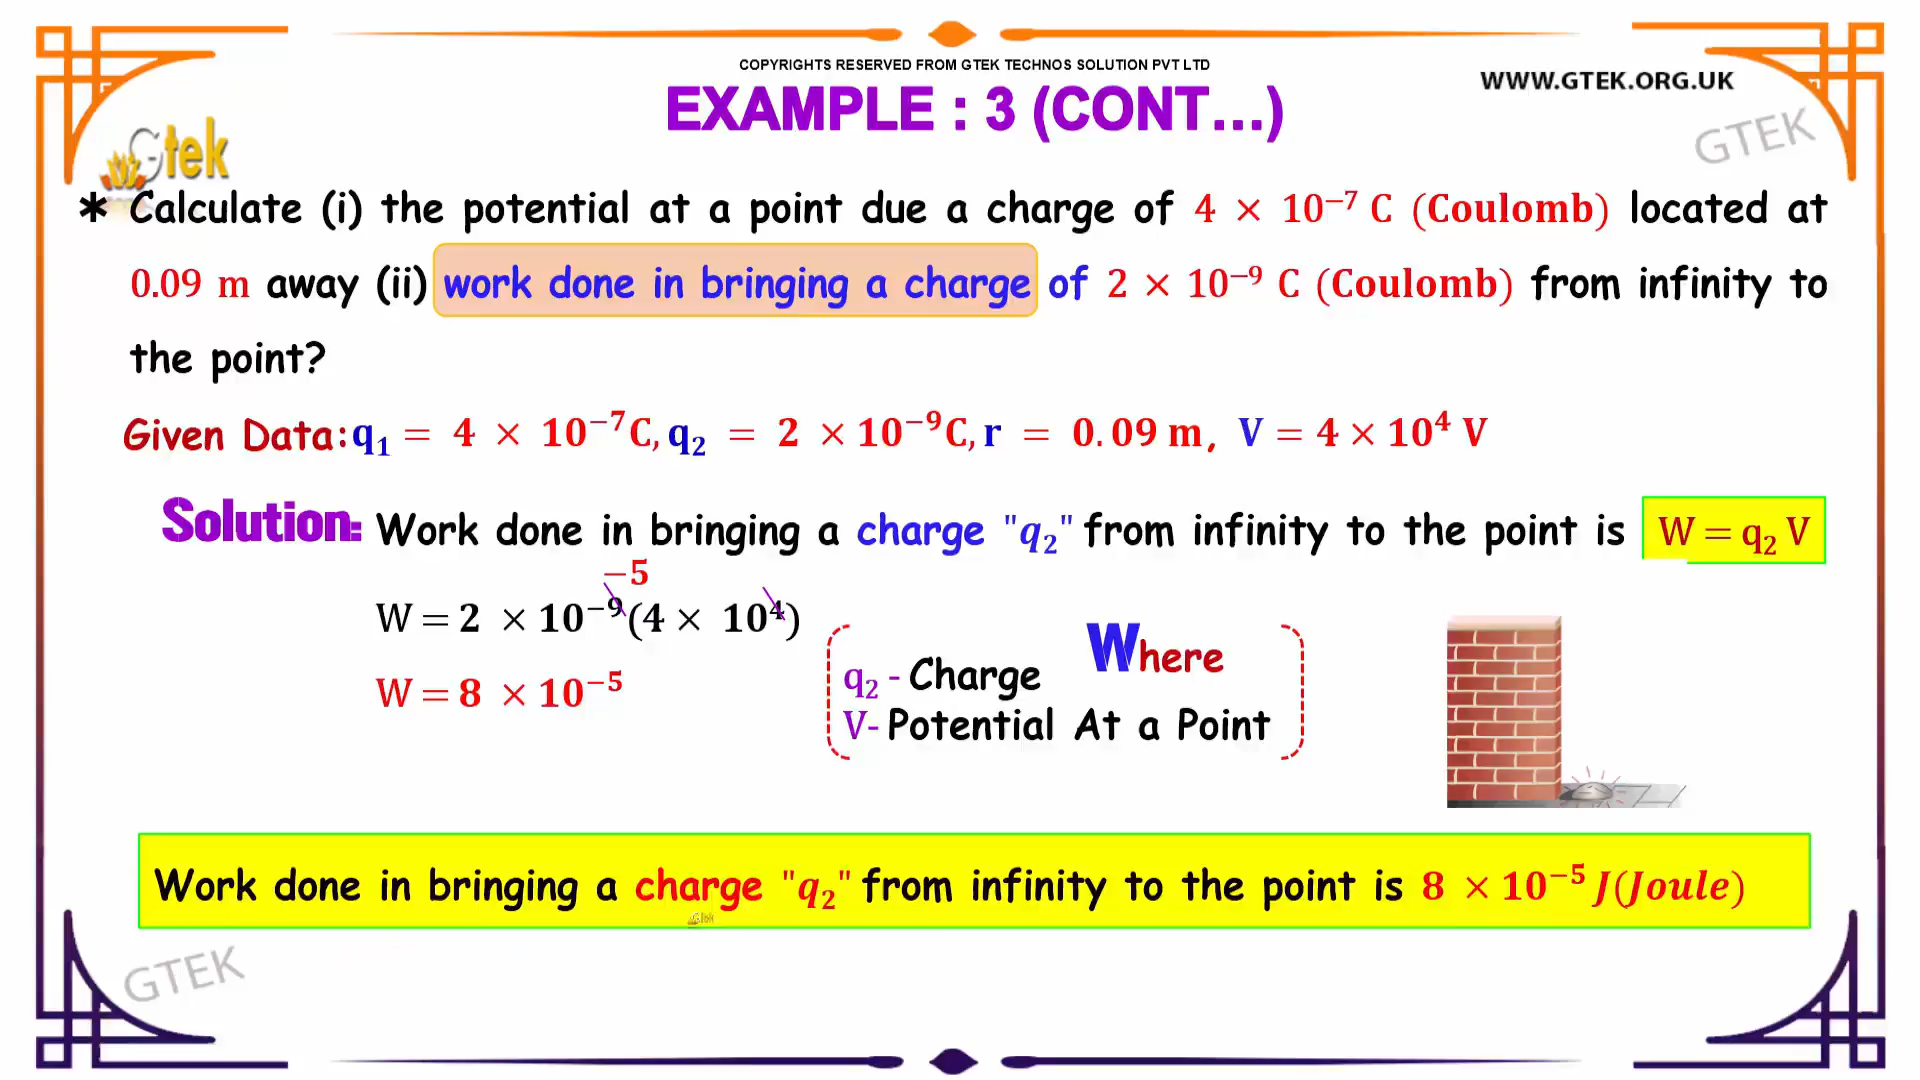 COPYRIGHTS RESERVED FROM GTEK TECHNOS SOLUTION PVT LTD
WWW.GTEK.ORG.UK
EXAMPLE : 3 (CONT...)
GTEK
Gtek
* Calculate (i) the potential at a point due a charge of 4 × 10⁻⁷ C (Coulomb) located at
0.09 m away (ii) work done in bringing a charge of 2 × 10⁻⁹ C (Coulomb) from infinity to
the point?
Given Data: q₁ = 4 × 10⁻⁷C, q₂ = 2 × 10⁻⁹C, r = 0.09 m, V = 4 × 10⁴ V
Solution: Work done in bringing a charge "q₂" from infinity to the point is W = q₂ V
−5
W = 2 × 10⁻⁹(4 × 10⁴)
W = 8 × 10⁻⁵
Where
q₂ - Charge
V- Potential At a Point
Work done in bringing a charge "q₂" from infinity to the point is 8 × 10⁻⁵ J(Joule)
Gtek
GTEK